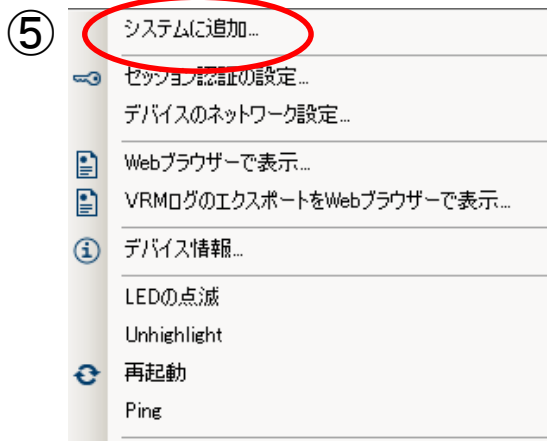 ⑤
システムに追加...
セッション認証の設定...
デバイスのネットワーク設定...
Webブラウザーで表示...
VRMログのエクスポートをWebブラウザーで表示...
デバイス情報...
LEDの点滅
Unhighlight
再起動
Ping